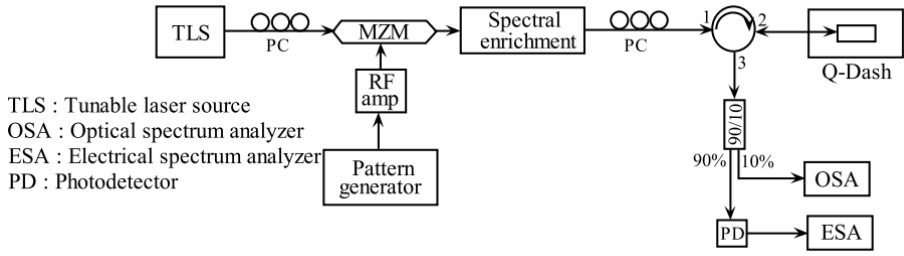 TLS
PC
MZM
Spectral
enrichment
PC
1
2
3
Q-Dash
RF
amp
Pattern
generator
TLS : Tunable laser source
OSA : Optical spectrum analyzer
ESA : Electrical spectrum analyzer
PD : Photodetector
90/10
90%
10%
OSA
PD
ESA